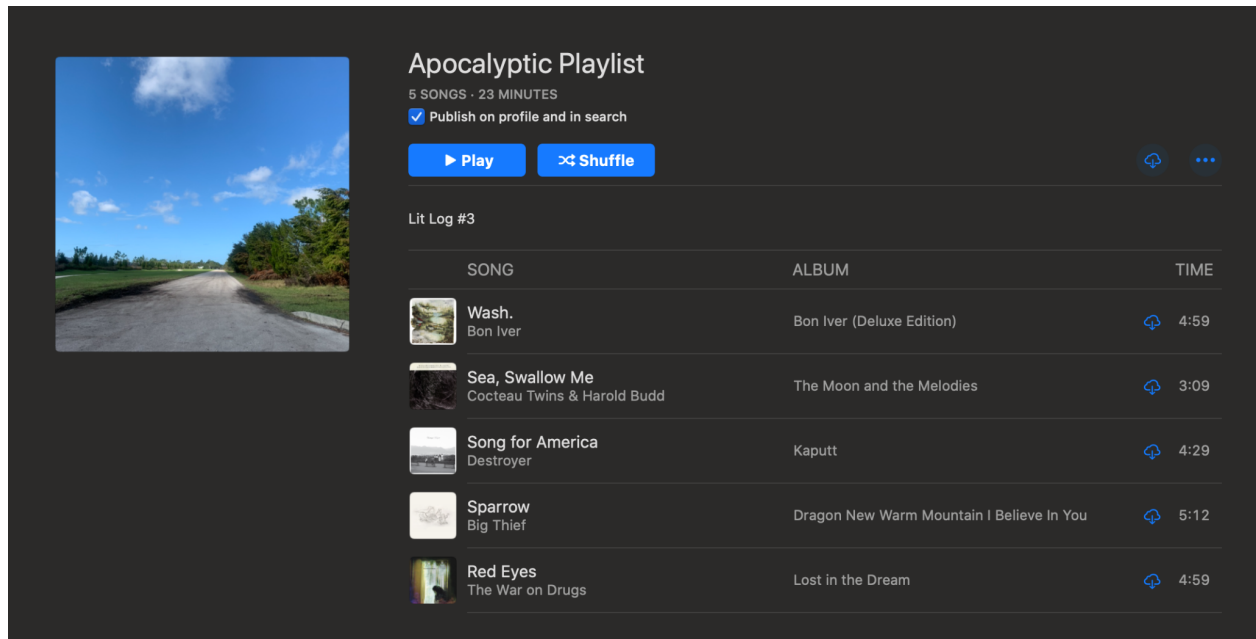 Apocalyptic Playlist
5 SONGS · 23 MINUTES
Publish on profile and in search
Play
Shuffle
Lit Log #3
SONG ALBUM TIME
Wash.
Bon Iver
Bon Iver (Deluxe Edition)
4:59
Sea, Swallow Me
Cocteau Twins & Harold Budd
The Moon and the Melodies
3:09
Song for America
Destroyer
Kaputt
4:29
Sparrow
Big Thief
Dragon New Warm Mountain I Believe In You
5:12
Red Eyes
The War on Drugs
Lost in the Dream
4:59